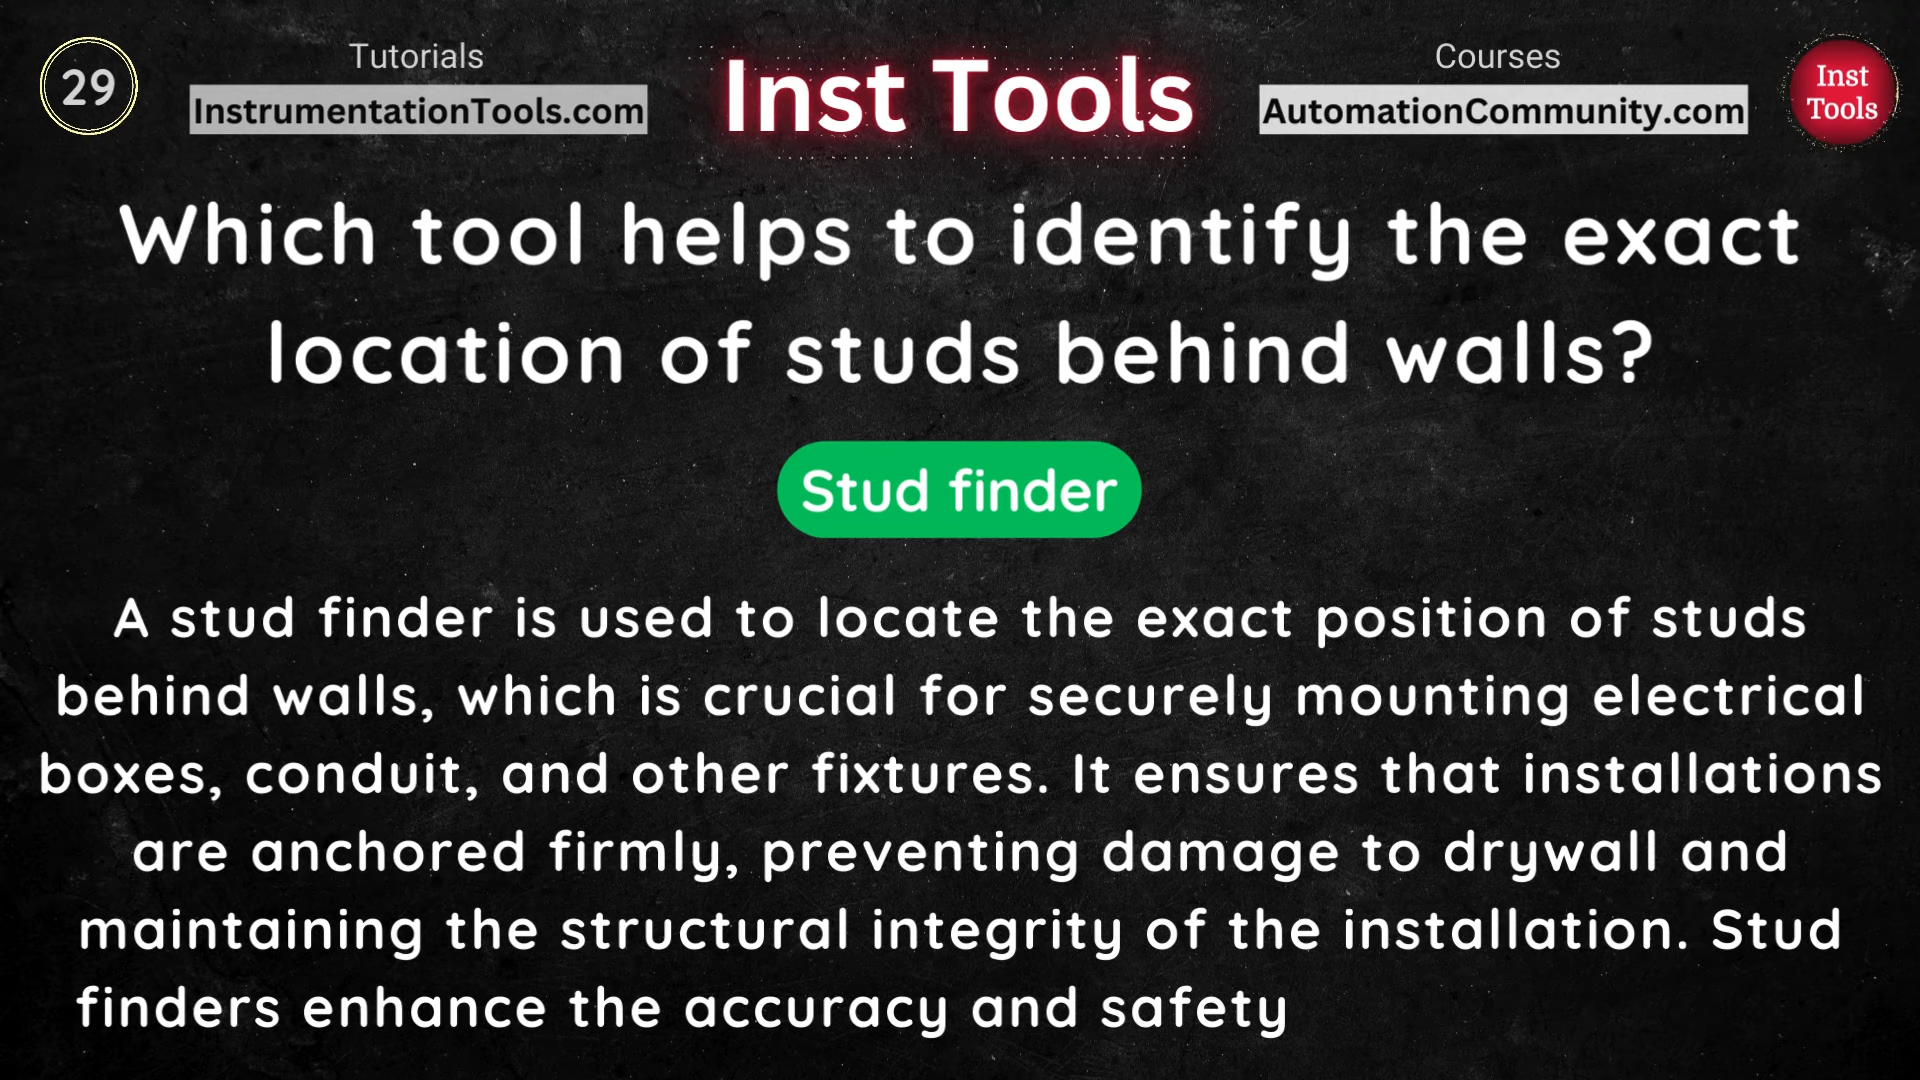 29
Tutorials
InstrumentationTools.com
Inst Tools
Courses
AutomationCommunity.com
Inst
Tools
Which tool helps to identify the exact
location of studs behind walls?
Stud finder
A stud finder is used to locate the exact position of studs
behind walls, which is crucial for securely mounting electrical
boxes, conduit, and other fixtures. It ensures that installations
are anchored firmly, preventing damage to drywall and
maintaining the structural integrity of the installation. Stud
finders enhance the accuracy and safety